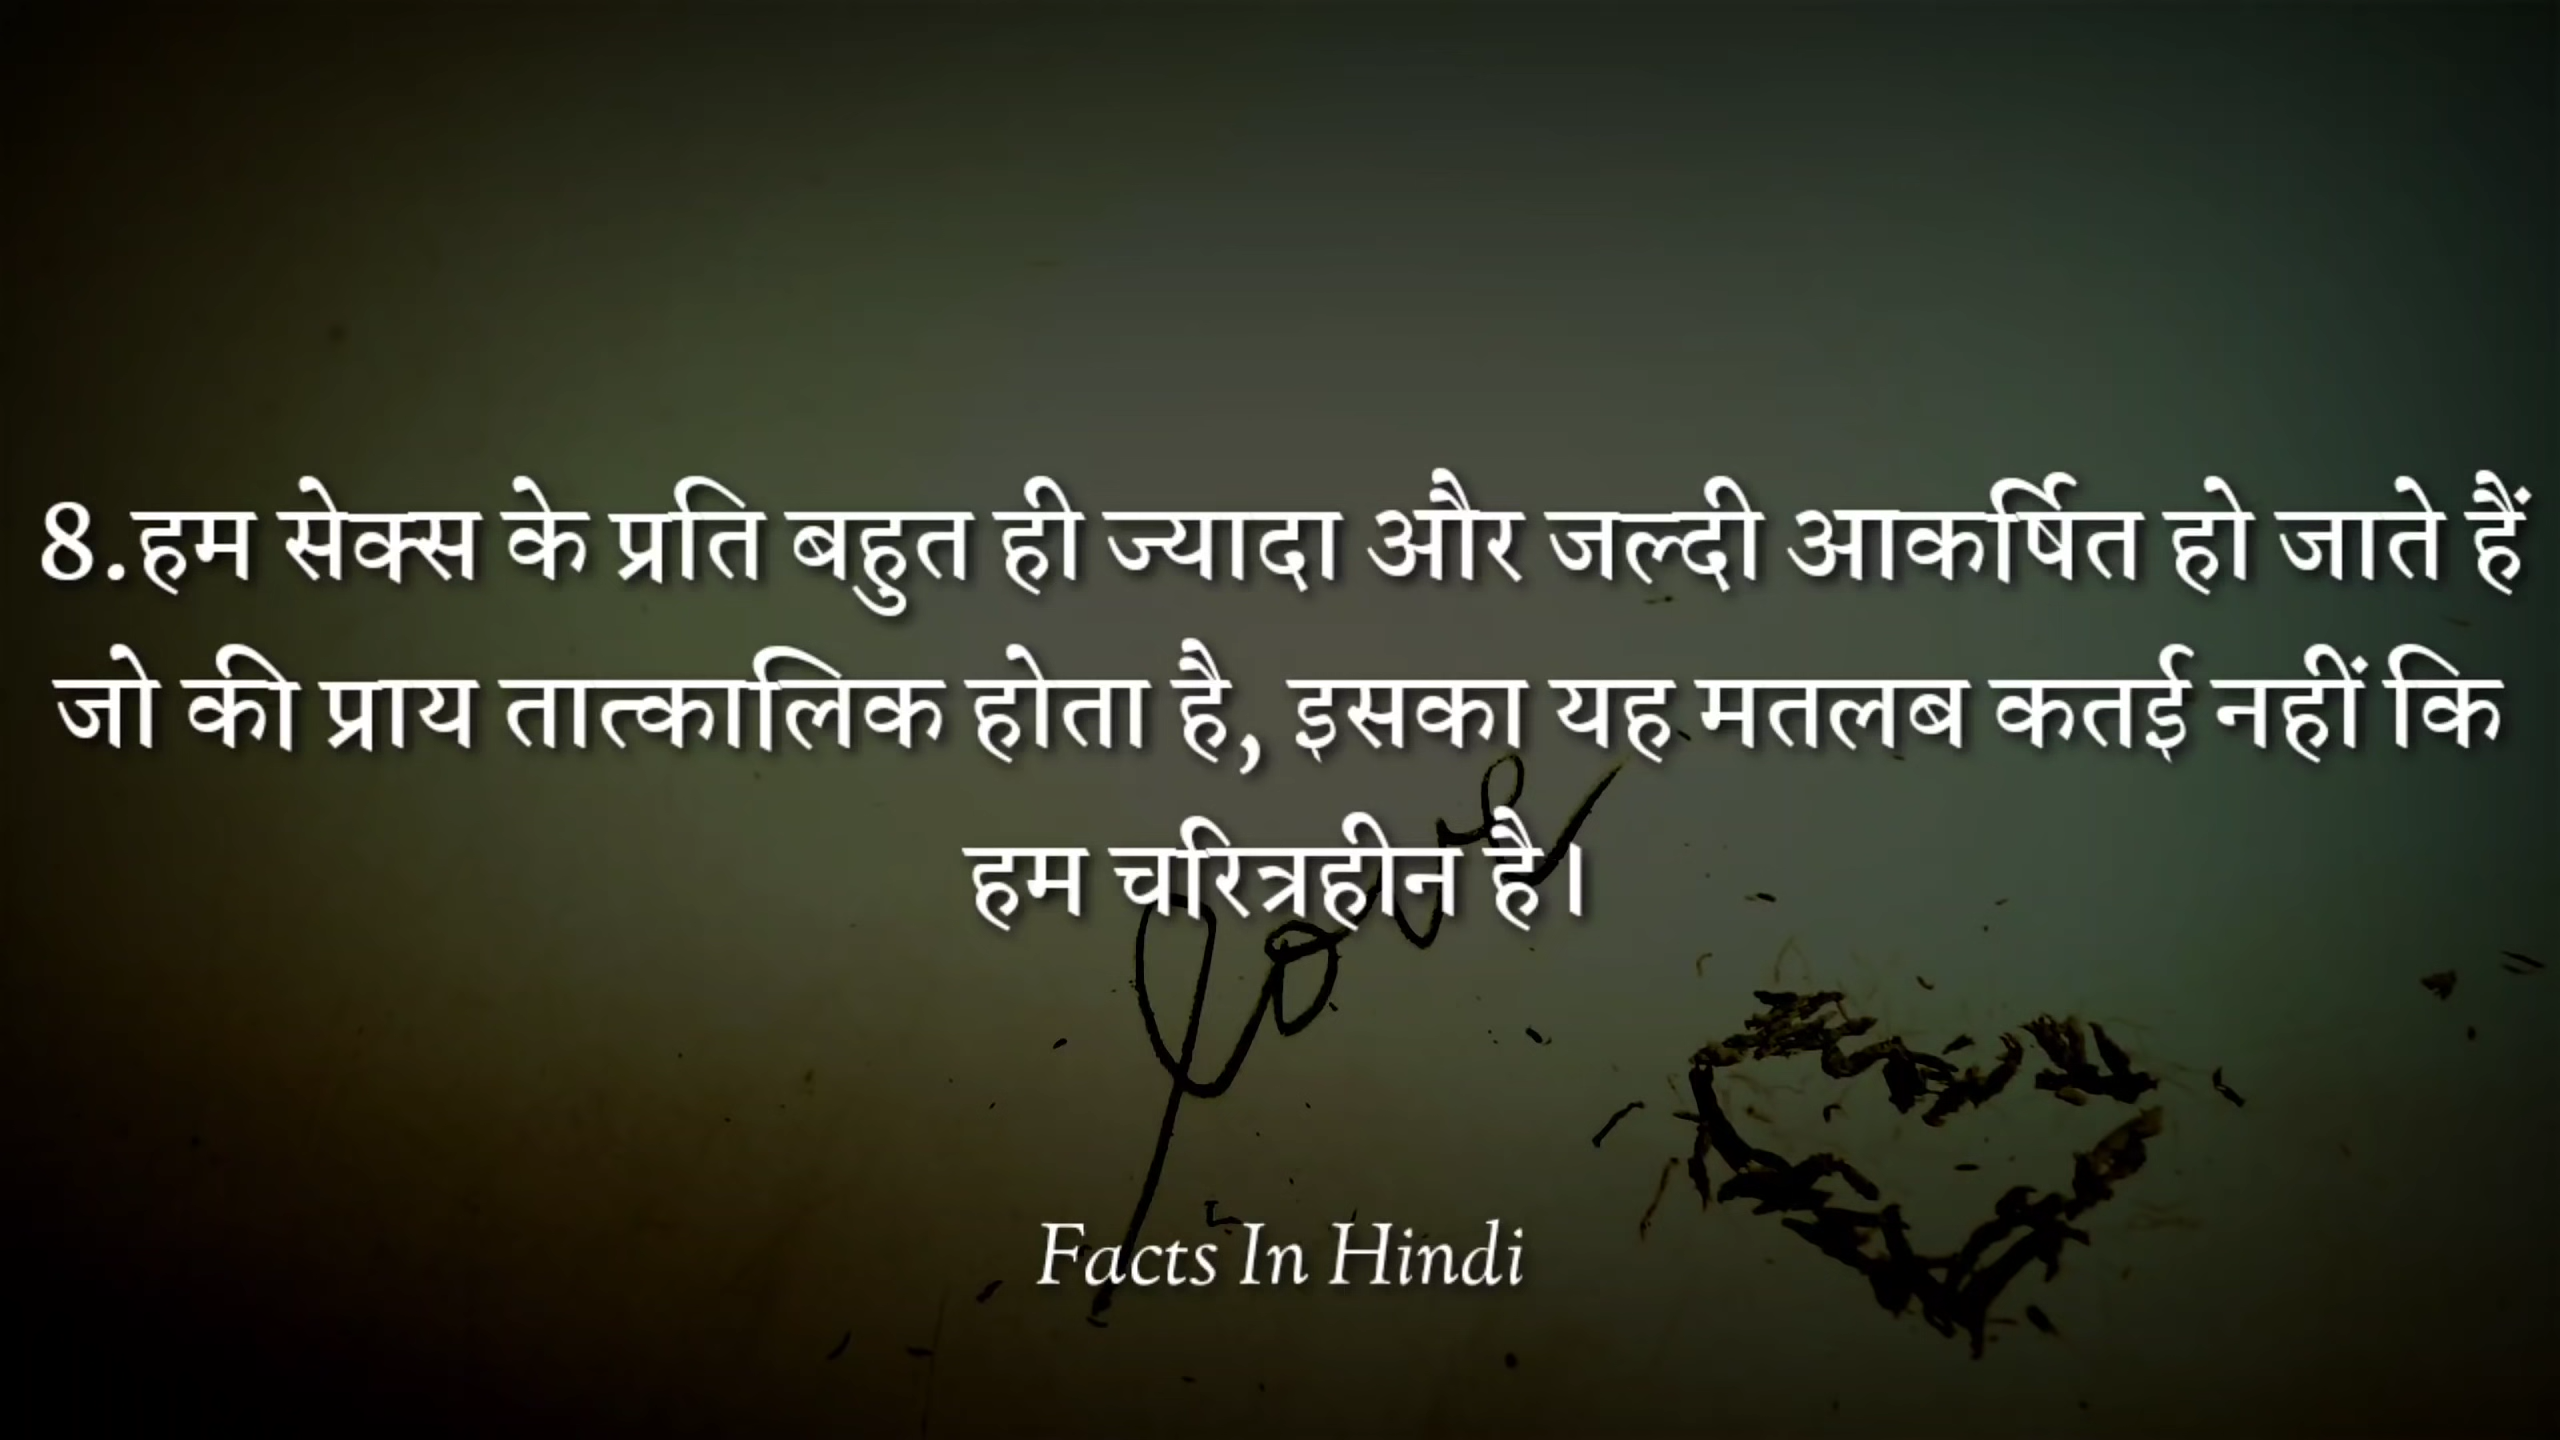 8.हम सेक्स के प्रति बहुत ही ज्यादा और जल्दी आकर्षित हो जाते हैं
जो की प्राय तात्कालिक होता है, इसका यह मतलब कतई नहीं कि
हम चरित्रहीन है।
Love
Facts In Hindi